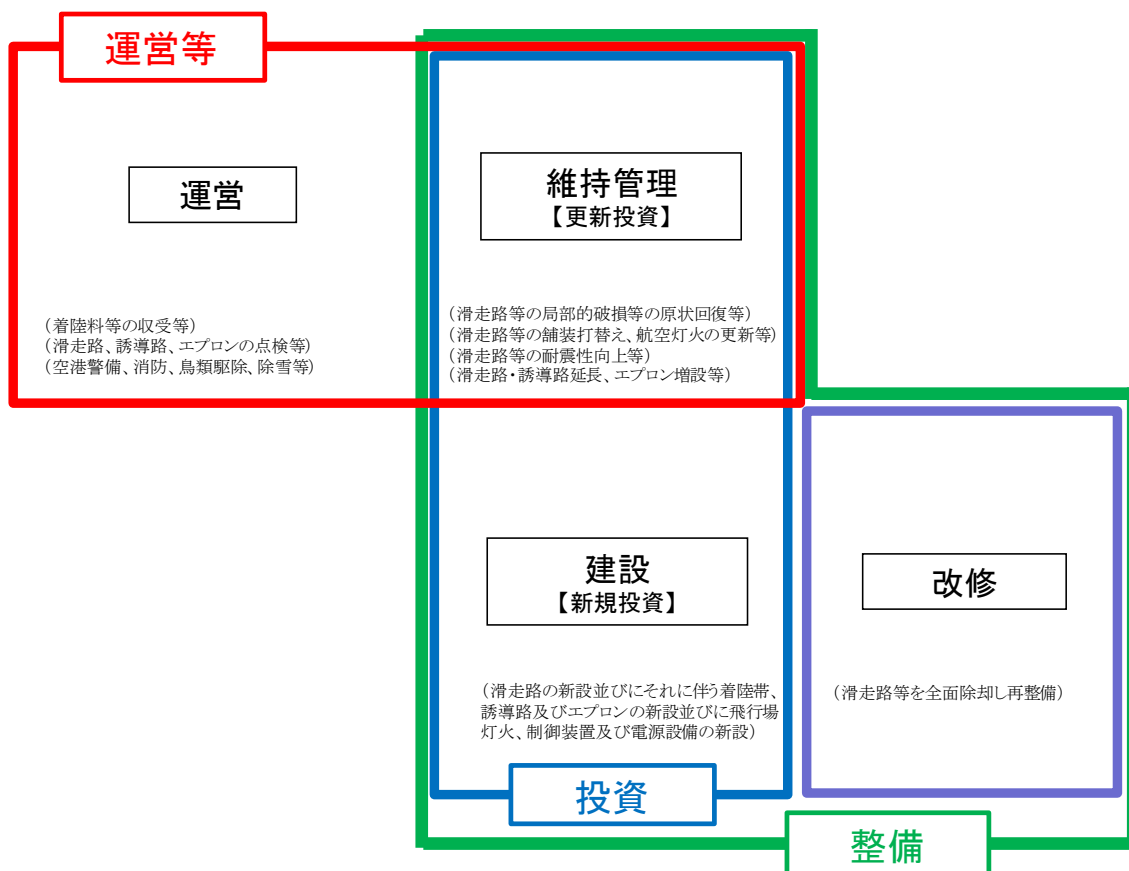 運営等
運営
維持管理
【更新投資】
（着陸料等の収受等）
（滑走路、誘導路、エプロンの点検等）
（空港警備、消防、鳥類駆除、除雪等）
（滑走路等の局部的破損等の原状回復等）
（滑走路等の舗装打替え、航空灯火の更新等）
（滑走路等の耐震性向上等）
（滑走路・誘導路延長、エプロン増設等）
建設
【新規投資】
改修
（滑走路の新設並びにそれに伴う着陸帯、
誘導路及びエプロンの新設並びに飛行場
灯火、制御装置及び電源設備の新設）
（滑走路等を全面除却し再整備）
投資
整備